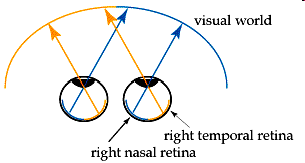 visual world
right temporal retina
right nasal retina